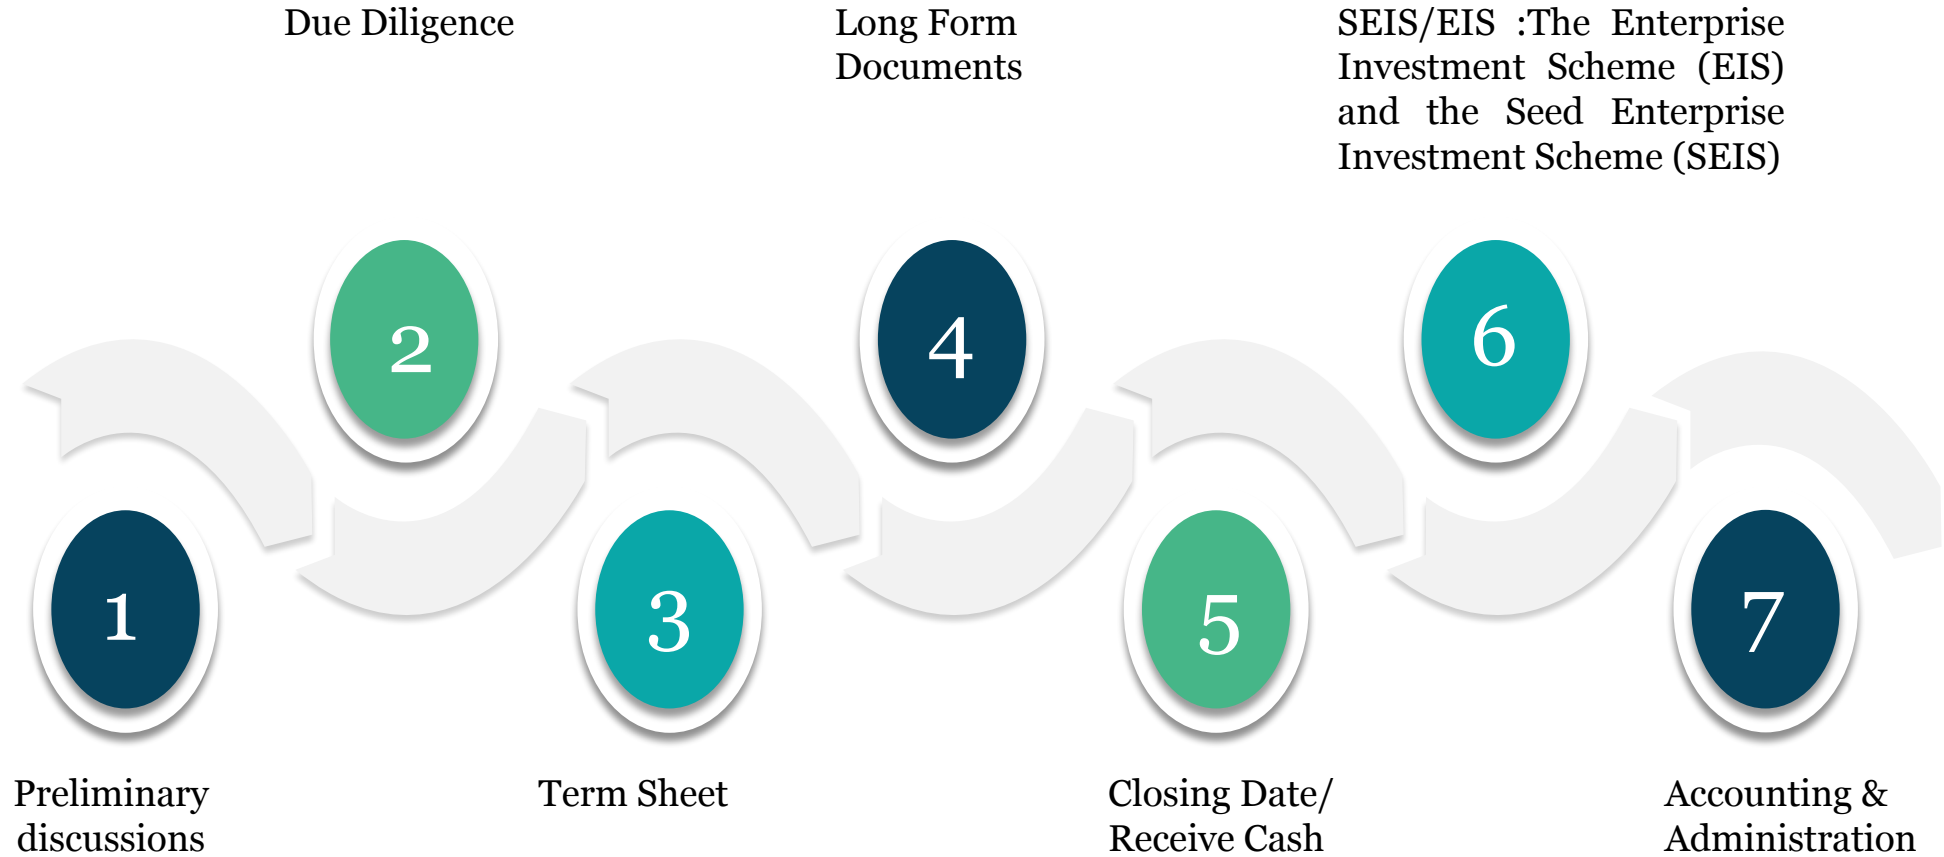 Due Diligence
Long Form
Documents
SEIS/EIS :The Enterprise
Investment Scheme (EIS)
and the Seed Enterprise
Investment Scheme (SEIS)
2
4
6
1
3
5
7
Preliminary
discussions
Term Sheet
Closing Date/
Receive Cash
Accounting &
Administration